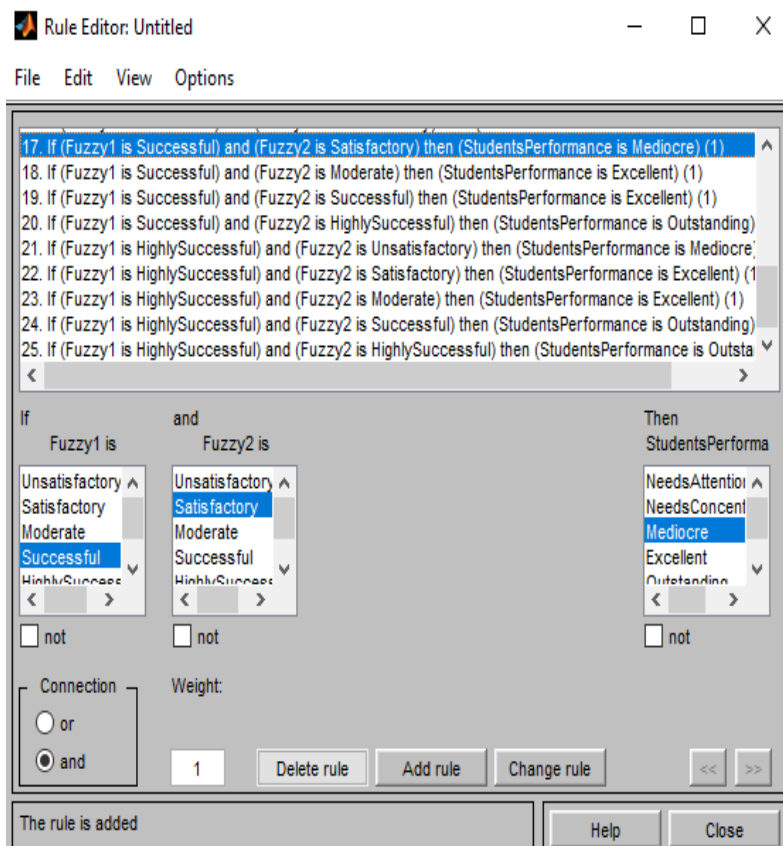 Rule Editor: Untitled
File Edit View Options
17. If (Fuzzy1 is Successful) and (Fuzzy2 is Satisfactory) then (StudentsPerformance is Mediocre) (1)
18. If (Fuzzy1 is Successful) and (Fuzzy2 is Moderate) then (StudentsPerformance is Excellent) (1)
19. If (Fuzzy1 is Successful) and (Fuzzy2 is Successful) then (StudentsPerformance is Excellent) (1)
20. If (Fuzzy1 is Successful) and (Fuzzy2 is HighlySuccessful) then (StudentsPerformance is Outstanding)
21. If (Fuzzy1 is HighlySuccessful) and (Fuzzy2 is Unsatisfactory) then (StudentsPerformance is Mediocre)
22. If (Fuzzy1 is HighlySuccessful) and (Fuzzy2 is Satisfactory) then (StudentsPerformance is Excellent) (1
23. If (Fuzzy1 is HighlySuccessful) and (Fuzzy2 is Moderate) then (StudentsPerformance is Excellent) (1)
24. If (Fuzzy1 is HighlySuccessful) and (Fuzzy2 is Successful) then (StudentsPerformance is Outstanding)
25. If (Fuzzy1 is HighlySuccessful) and (Fuzzy2 is HighlySuccessful) then (StudentsPerformance is Outsta
If and Then
Fuzzy1 is Fuzzy2 is StudentsPerforma
Unsatisfactory Unsatisfactory NeedsAttention
Satisfactory Satisfactory NeedsConcent
Moderate Moderate Mediocre
Successful Successful Excellent
HighlySuccess HighlySuccess Outstanding
not not not
Connection Weight:
or
and 1 Delete rule Add rule Change rule << >>
The rule is added Help Close